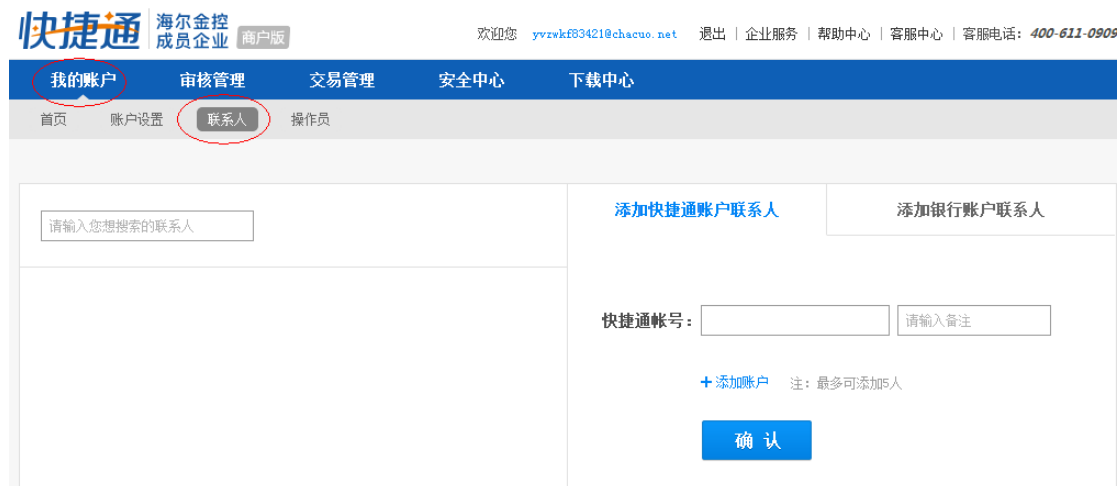 快捷通 海尔金控 成员企业 商户版
欢迎您 yvzwkf83421@chacuo.net 退出 | 企业服务 | 帮助中心 | 客服中心 | 客服电话：400-611-0909
我的账户 审核管理 交易管理 安全中心 下载中心
首页 账户设置 联系人 操作员
请输入您想搜索的联系人
添加快捷通账户联系人 添加银行账户联系人
快捷通帐号： 请输入备注
+添加账户 注：最多可添加5人
确 认